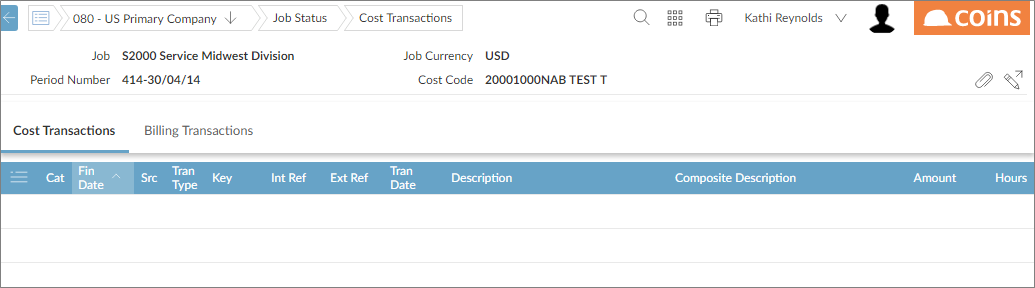 080 - US Primary Company Job Status Cost Transactions Kathi Reynolds coins
Job S2000 Service Midwest Division Job Currency USD
Period Number 414-30/04/14 Cost Code 20001000NAB TEST T
Cost Transactions Billing Transactions
Cat Fin Date Src Tran Type Key Int Ref Ext Ref Tran Date Description Composite Description Amount Hours